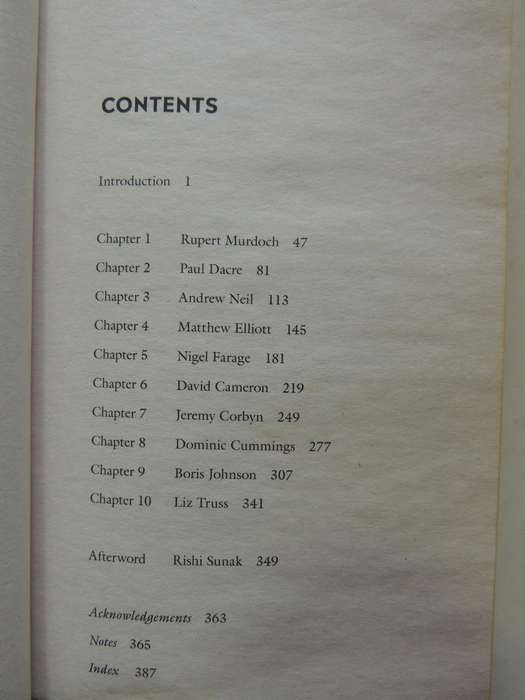 CONTENTS
Introduction 1
Chapter 1 Rupert Murdoch 47
Chapter 2 Paul Dacre 81
Chapter 3 Andrew Neil 113
Chapter 4 Matthew Elliott 145
Chapter 5 Nigel Farage 181
Chapter 6 David Cameron 219
Chapter 7 Jeremy Corbyn 249
Chapter 8 Dominic Cummings 277
Chapter 9 Boris Johnson 307
Chapter 10 Liz Truss 341
Afterword Rishi Sunak 349
Acknowledgements 363
Notes 365
Index 387